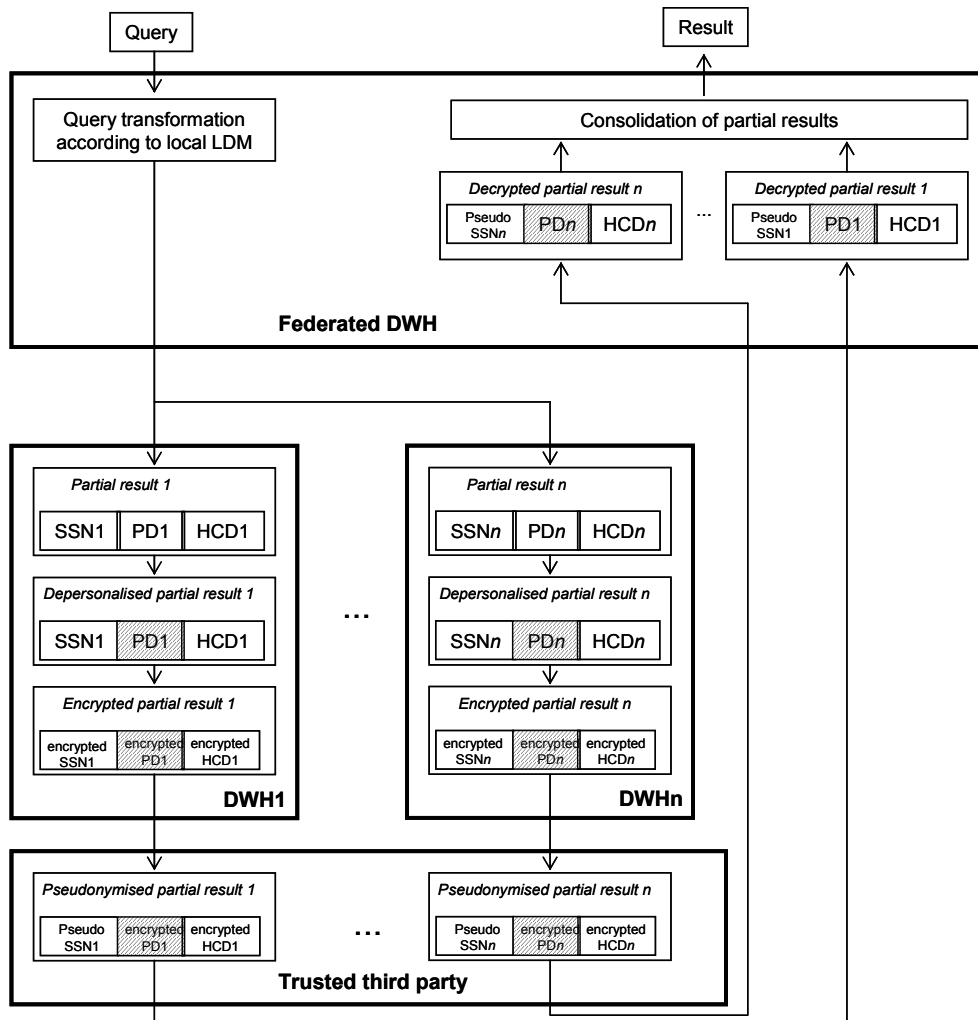 Query
Result
Query transformation
according to local LDM
Consolidation of partial results
Decrypted partial result n
Pseudo
SSNn
PDn
HCDn
...
Decrypted partial result 1
Pseudo
SSN1
PD1
HCD1
Federated DWH
Partial result 1
SSN1
PD1
HCD1
Depersonalised partial result 1
SSN1
PD1
HCD1
Encrypted partial result 1
encrypted
SSN1
encrypted
PD1
encrypted
HCD1
DWH1
...
Partial result n
SSNn
PDn
HCDn
Depersonalised partial result n
SSNn
PDn
HCDn
Encrypted partial result n
encrypted
SSNn
encrypted
PDn
encrypted
HCDn
DWHn
Pseudonymised partial result 1
Pseudo
SSN1
encrypted
PD1
encrypted
HCD1
...
Pseudonymised partial result n
Pseudo
SSNn
encrypted
PDn
encrypted
HCDn
Trusted third party